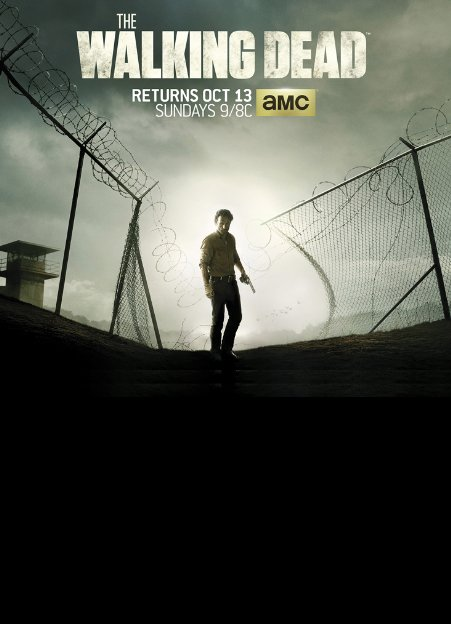 THE
WALKING DEAD
RETURNS OCT 13
SUNDAYS 9/8C
amc